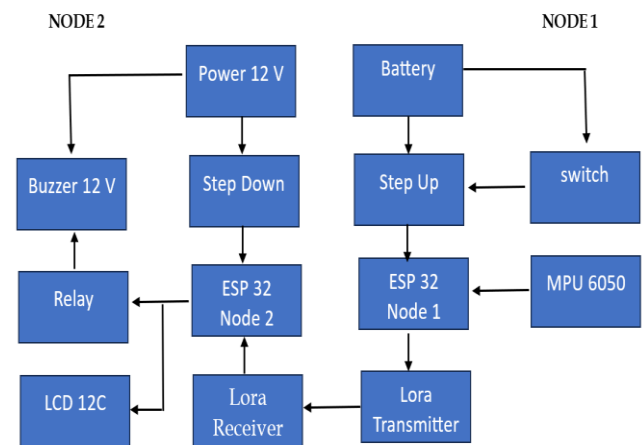 NODE 2
NODE 1
Power 12 V
Battery
Buzzer 12 V
Step Down
Step Up
switch
Relay
ESP 32
Node 2
ESP 32
Node 1
MPU 6050
LCD 12C
Lora
Receiver
Lora
Transmitter